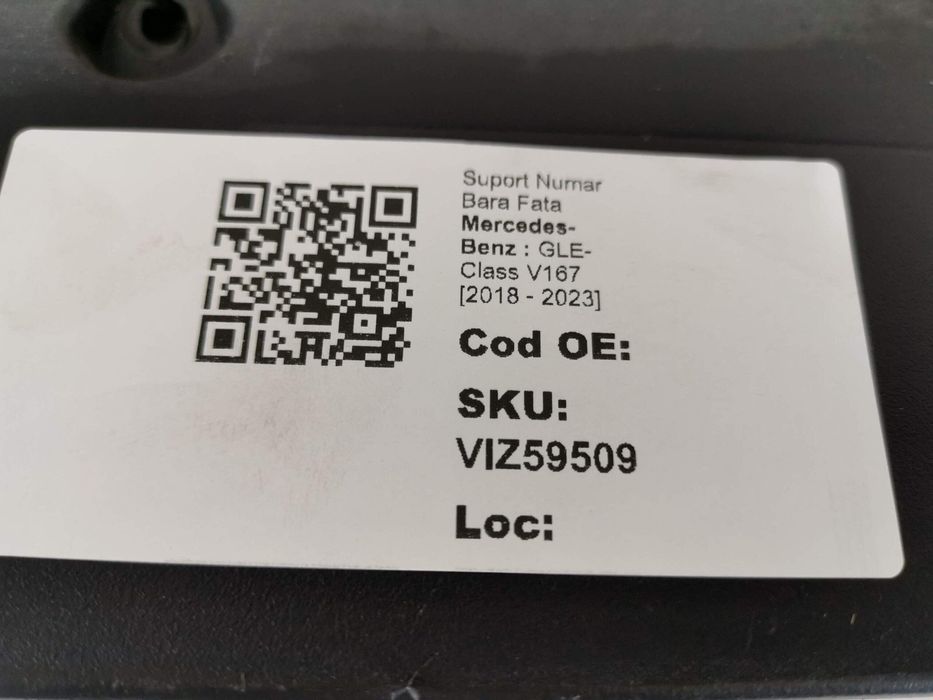 Suport Numar
Bara Fata
Mercedes-
Benz : GLE-
Class V167
[2018 - 2023]
Cod OE:
SKU:
VIZ59509
Loc: